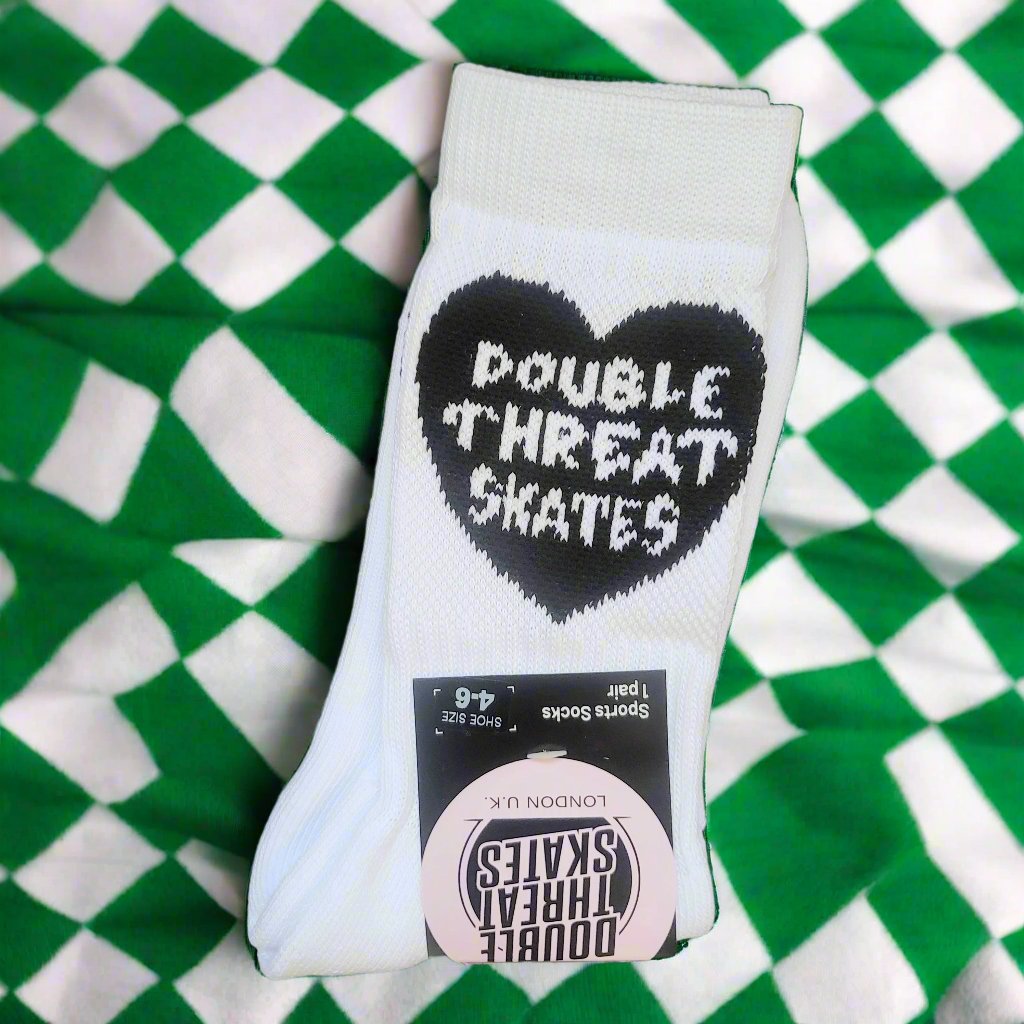 DOUBLE
THREAT
SKATES
Sports Socks
1 pair
SHOE SIZE
4-6
LONDON U.K.
DOUBLE
THREAT
SKATES